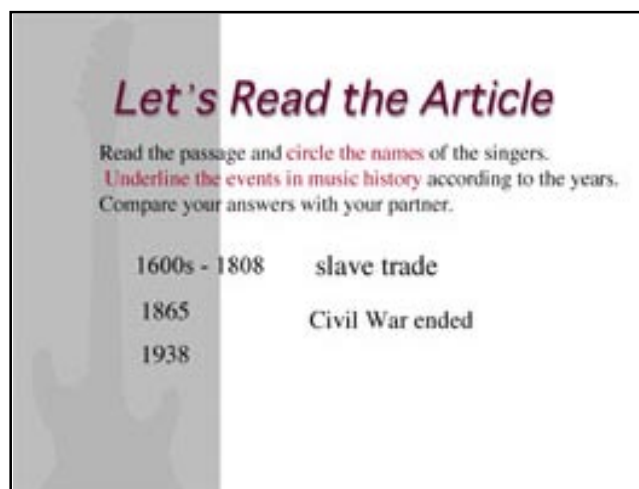 Let's Read the Article
Read the passage and circle the names of the singers.
Underline the events in music history according to the years.
Compare your answers with your partner.
1600s - 1808 slave trade
1865 Civil War ended
1938